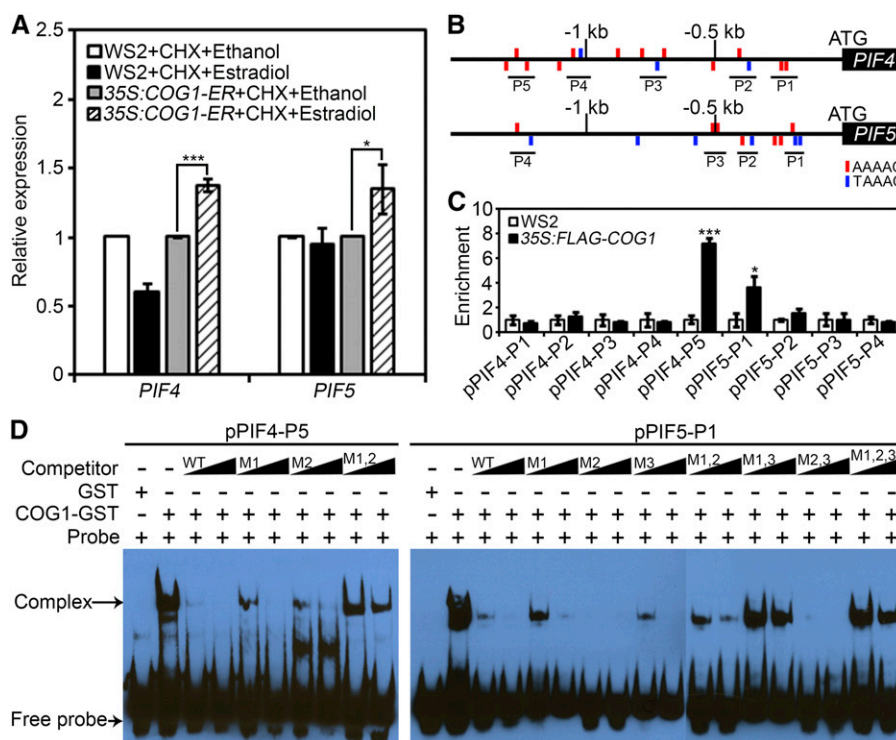 A
2.5
2
1.5
1
0.5
0
Relative expression
WS2+CHX+Ethanol
WS2+CHX+Estradiol
35S:COG1-ER+CHX+Ethanol
35S:COG1-ER+CHX+Estradiol
***
*
PIF4
PIF5
B
-1 kb
-0.5 kb
ATG
PIF4
P5
P4
P3
P2
P1
-1 kb
-0.5 kb
ATG
PIF5
P4
P3
P2
P1
AAAAG
TAAAG
C
10
8
6
4
2
0
Enrichment
WS2
35S:FLAG-COG1
***
*
pPIF4-P1
pPIF4-P2
pPIF4-P3
pPIF4-P4
pPIF4-P5
pPIF5-P1
pPIF5-P2
pPIF5-P3
pPIF5-P4
D
pPIF4-P5
pPIF5-P1
Competitor - - WT M1 M2 M1,2 - - WT M1 M2 M3 M1,2 M1,3 M2,3 M1,2,3
GST + - - - - - - - - - + - - - - - - - - - - - - - - - - -
COG1-GST - + + + + + + + + + - + + + + + + + + + + + + + + + + +
Probe + + + + + + + + + + + + + + + + + + + + + + + + + + + +
Complex
Free probe